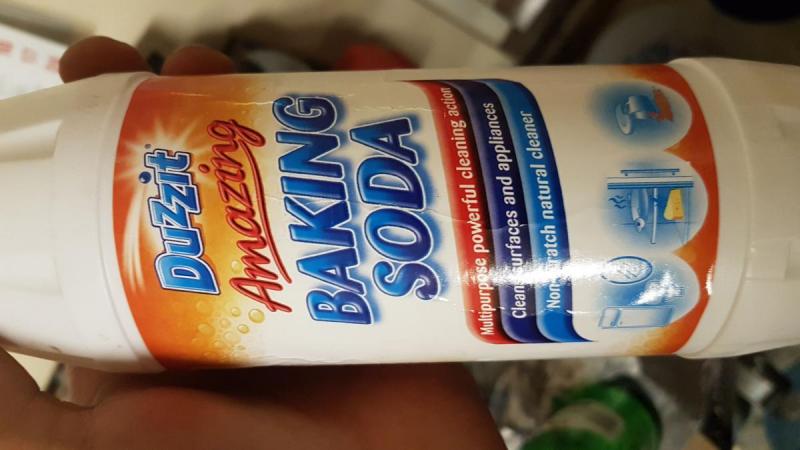 Duzzit
Amazing
BAKING
SODA
Multipurpose powerful cleaning action
Cleans surfaces and appliances
Non-scratch natural cleaner